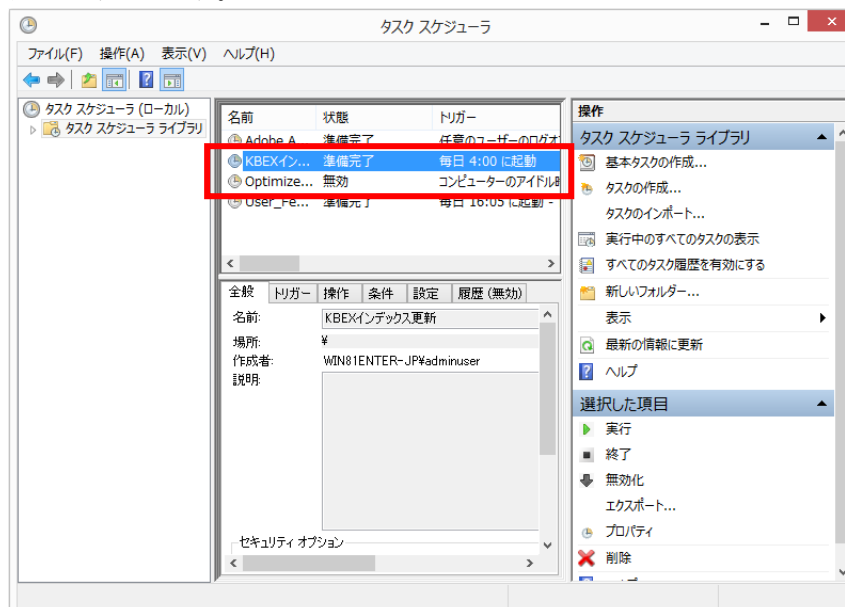 タスク スケジューラ
ファイル(F) 操作(A) 表示(V) ヘルプ(H)
タスク スケジューラ (ローカル)
タスク スケジューラ ライブラリ
名前 状態 トリガー
Adobe A... 準備完了 任意のユーザーのログオ
KBEXイン... 準備完了 毎日 4:00 に起動
Optimize... 無効 コンピューターのアイドル時
User_Fe... 準備完了 毎日 16:05 に起動 -
全般 トリガー 操作 条件 設定 履歴 (無効)
名前: KBEXインデックス更新
場所: ¥
作成者: WIN81ENTER-JP¥adminuser
説明:
セキュリティ オプション
操作
タスク スケジューラ ライブラリ
基本タスクの作成...
タスクの作成...
タスクのインポート...
実行中のすべてのタスクの表示
すべてのタスク履歴を有効にする
新しいフォルダー...
表示
最新の情報に更新
ヘルプ
選択した項目
実行
終了
無効化
エクスポート...
プロパティ
削除